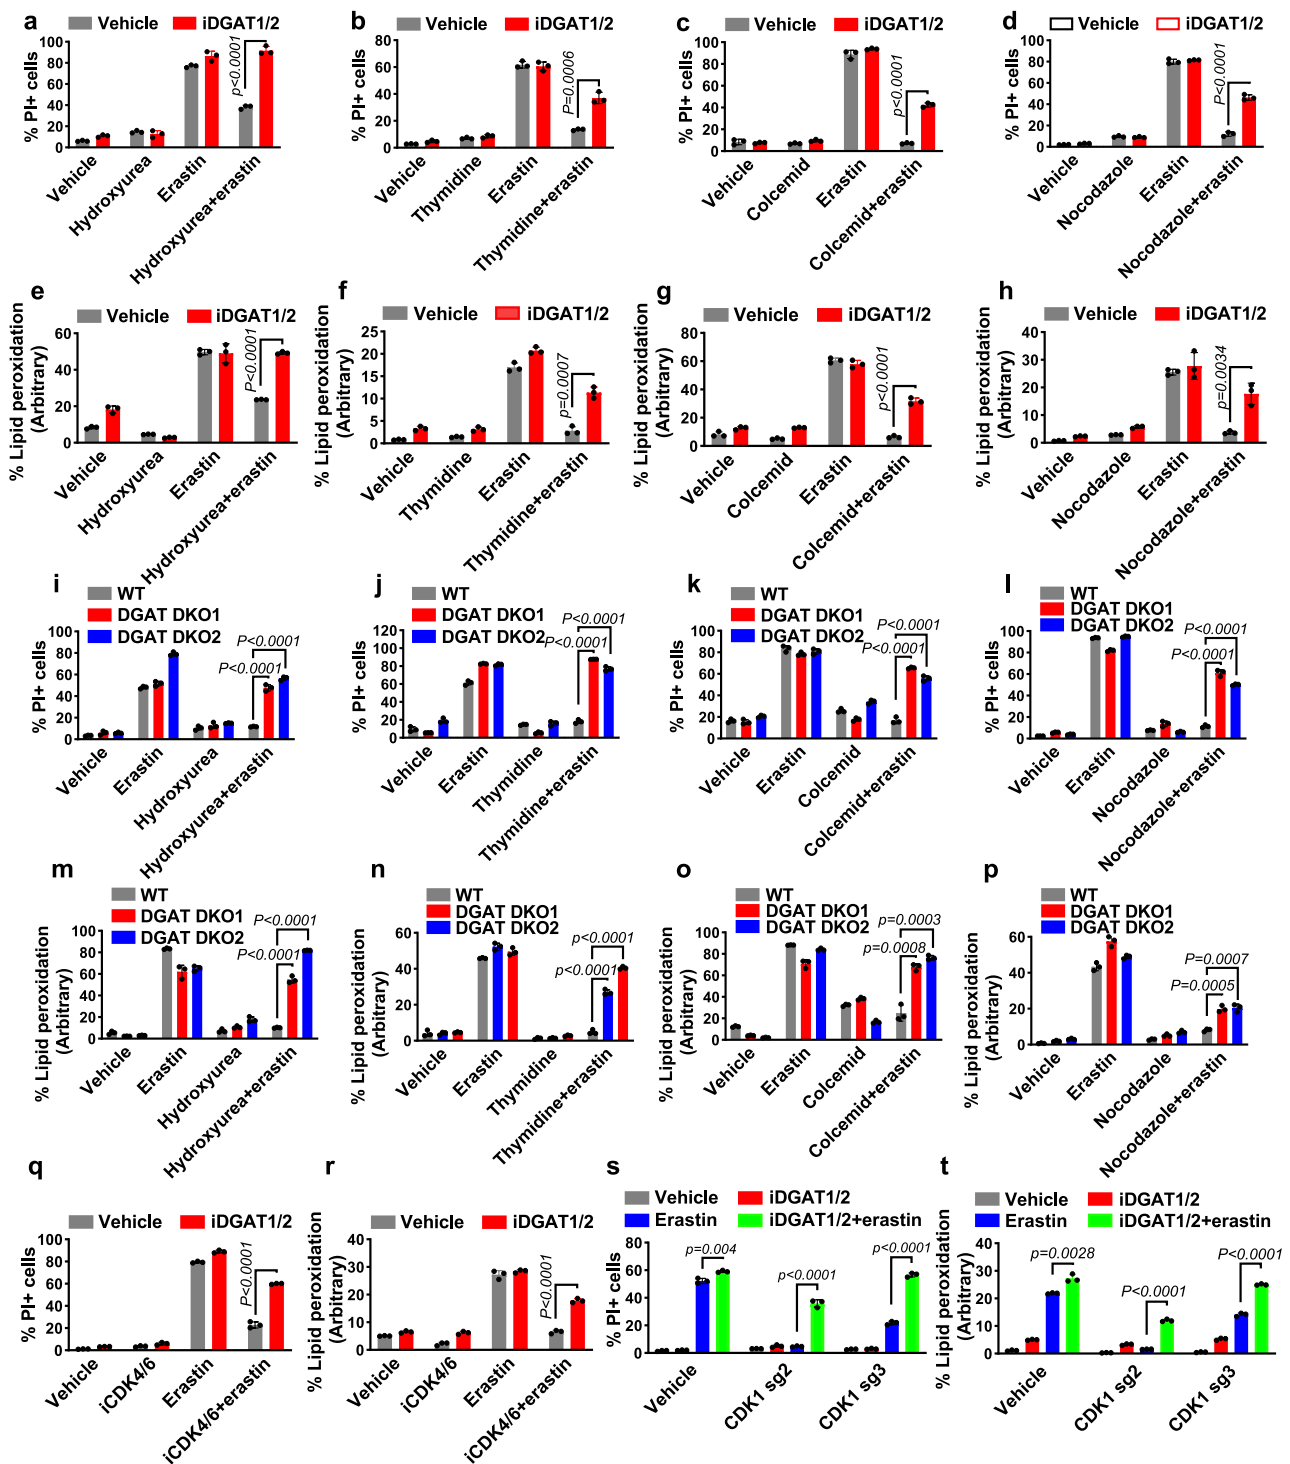 a
Vehicle iDGAT1/2
% PI+ cells
100
80
60
40
20
0
p<0.0001
Vehicle
Hydroxyurea
Erastin
Hydroxyurea+erastin
b
Vehicle iDGAT1/2
% PI+ cells
80
60
40
20
0
P=0.0006
Vehicle
Thymidine
Erastin
Thymidine+erastin
c
Vehicle iDGAT1/2
% PI+ cells
100
80
60
40
20
0
p<0.0001
Vehicle
Colcemid
Erastin
Colcemid+erastin
d
Vehicle iDGAT1/2
% PI+ cells
100
80
60
40
20
0
P<0.0001
Vehicle
Nocodazole
Erastin
Nocodazole+erastin
e
Vehicle iDGAT1/2
% Lipid peroxidation
(Arbitrary)
60
40
20
0
P<0.0001
Vehicle
Hydroxyurea
Erastin
Hydroxyurea+erastin
f
Vehicle iDGAT1/2
% Lipid peroxidation
(Arbitrary)
25
20
15
10
5
0
p=0.0007
Vehicle
Thymidine
Erastin
Thymidine+erastin
g
Vehicle iDGAT1/2
% Lipid peroxidation
(Arbitrary)
80
60
40
20
0
p<0.0001
Vehicle
Colcemid
Erastin
Colcemid+erastin
h
Vehicle iDGAT1/2
% Lipid peroxidation
(Arbitrary)
40
30
20
10
0
p=0.0034
Vehicle
Nocodazole
Erastin
Nocodazole+erastin
i
WT
DGAT DKO1
DGAT DKO2
% PI+ cells
100
80
60
40
20
0
P<0.0001
P<0.0001
Vehicle
Erastin
Hydroxyurea
Hydroxyurea+erastin
j
WT
DGAT DKO1
DGAT DKO2
% PI+ cells
100
80
60
40
20
0
P<0.0001
P<0.0001
Vehicle
Erastin
Thymidine
Thymidine+erastin
k
WT
DGAT DKO1
DGAT DKO2
% PI+ cells
100
80
60
40
20
0
P<0.0001
P<0.0001
Vehicle
Erastin
Colcemid
Colcemid+erastin
l
WT
DGAT DKO1
DGAT DKO2
% PI+ cells
100
80
60
40
20
0
P<0.0001
P<0.0001
Vehicle
Erastin
Nocodazole
Nocodazole+erastin
m
WT
DGAT DKO1
DGAT DKO2
% Lipid peroxidation
(Arbitrary)
100
80
60
40
20
0
P<0.0001
P<0.0001
Vehicle
Erastin
Hydroxyurea
Hydroxyurea+erastin
n
WT
DGAT DKO1
DGAT DKO2
% Lipid peroxidation
(Arbitrary)
60
40
20
0
p<0.0001
p<0.0001
Vehicle
Erastin
Thymidine
Thymidine+erastin
o
WT
DGAT DKO1
DGAT DKO2
% Lipid peroxidation
(Arbitrary)
100
80
60
40
20
0
p=0.0003
p=0.0008
Vehicle
Erastin
Colcemid
Colcemid+erastin
p
WT
DGAT DKO1
DGAT DKO2
% Lipid peroxidation
(Arbitrary)
60
40
20
0
P=0.0007
P=0.0005
Vehicle
Erastin
Nocodazole
Nocodazole+erastin
q
Vehicle iDGAT1/2
% PI+ cells
100
80
60
40
20
0
P<0.0001
Vehicle
iCDK4/6
Erastin
iCDK4/6+erastin
r
Vehicle iDGAT1/2
% Lipid peroxidation
(Arbitrary)
40
30
20
10
0
P<0.0001
Vehicle
iCDK4/6
Erastin
iCDK4/6+erastin
s
Vehicle iDGAT1/2
Erastin iDGAT1/2+erastin
% PI+ cells
80
60
40
20
0
p=0.004
p<0.0001
p<0.0001
Vehicle
CDK1 sg2
CDK1 sg3
t
Vehicle iDGAT1/2
Erastin iDGAT1/2+erastin
% Lipid peroxidation
(Arbitrary)
40
30
20
10
0
p=0.0028
P<0.0001
P<0.0001
Vehicle
CDK1 sg2
CDK1 sg3